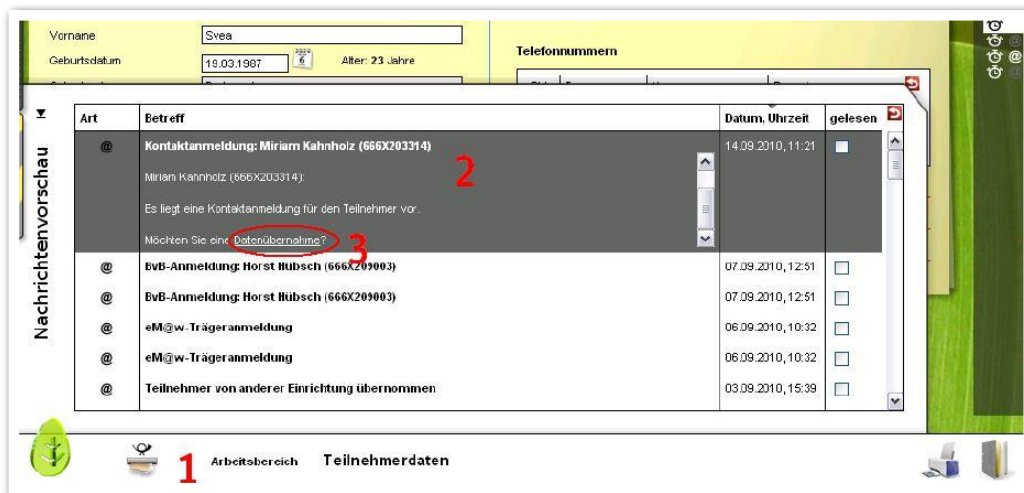 Vorname Svea
Geburtsdatum 19.03.1987 6 Alter: 23 Jahre
Telefonnummern
@
Nachrichtenvorschau
Art Betreff Datum, Uhrzeit gelesen
@ Kontaktanmeldung: Miriam Kahnholz (666X203314) 14.09.2010, 11:21
2
Miriam Kahnholz (666X203314):
Es liegt eine Kontaktanmeldung für den Teilnehmer vor.
Möchten Sie eine Datenübernahme?
3
@ BvB-Anmeldung: Horst Hübsch (666X209003) 07.09.2010, 12:51
@ BvB-Anmeldung: Horst Hübsch (666X209003) 07.09.2010, 12:51
@ eM@w-Trägeranmeldung 06.09.2010, 10:32
@ eM@w-Trägeranmeldung 06.09.2010, 10:32
@ Teilnehmer von anderer Einrichtung übernommen 03.09.2010, 15:39
1 Arbeitsbereich Teilnehmerdaten